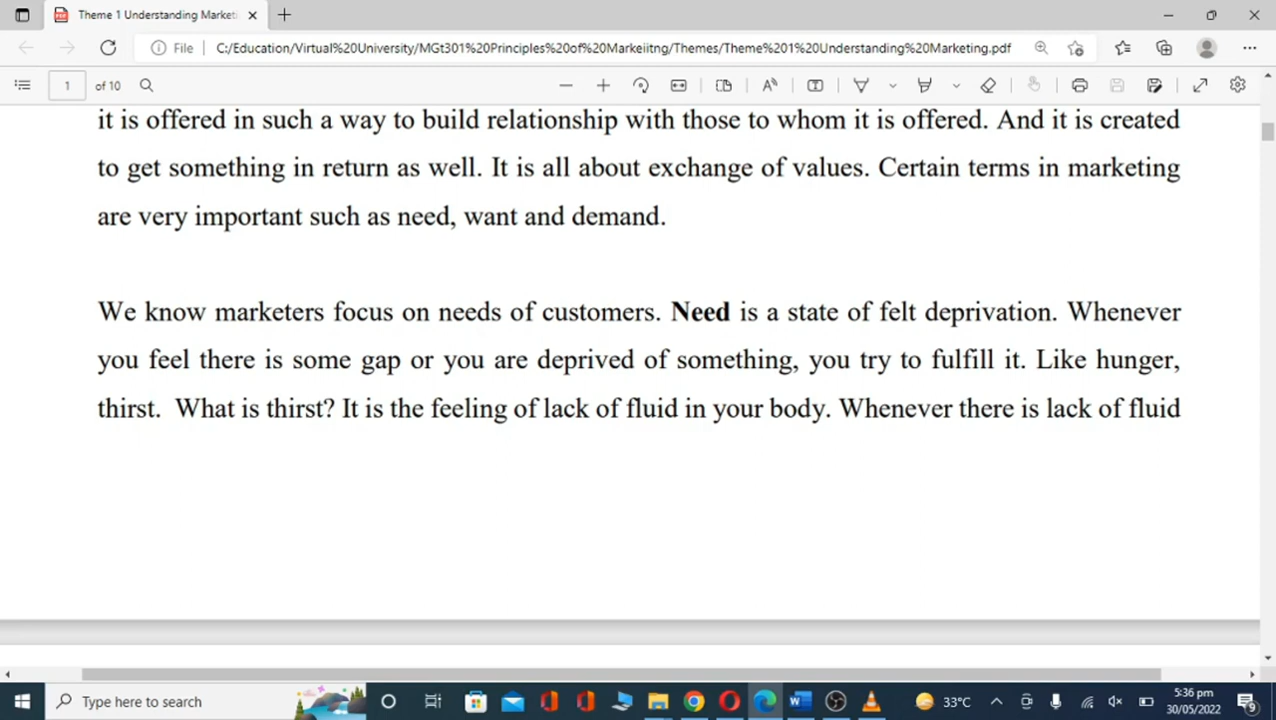 Theme 1 Understanding Market
File
C:/Education/Virtual%20University/MGt301%20Principles%20of%20Markeiitng/Themes/Theme%201%20Understanding%20Marketing.pdf
1 of 10
it is offered in such a way to build relationship with those to whom it is offered. And it is created
to get something in return as well. It is all about exchange of values. Certain terms in marketing
are very important such as need, want and demand.
We know marketers focus on needs of customers. Need is a state of felt deprivation. Whenever
you feel there is some gap or you are deprived of something, you try to fulfill it. Like hunger,
thirst. What is thirst? It is the feeling of lack of fluid in your body. Whenever there is lack of fluid
Type here to search
33°C
5:36 pm
30/05/2022
9